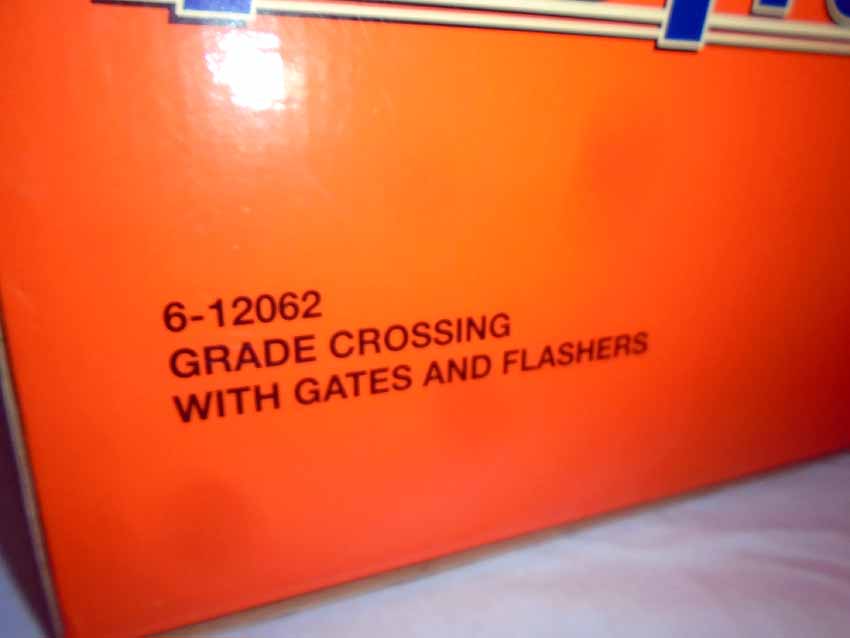 6-12062
GRADE CROSSING
WITH GATES AND FLASHERS